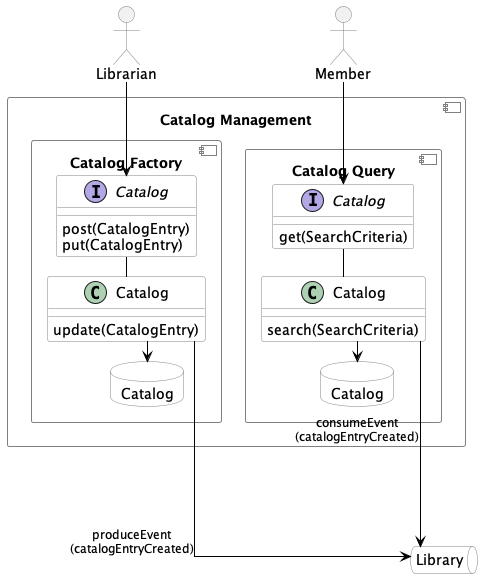 Librarian
Member
Catalog Management
Catalog Factory
Catalog Query
I Catalog
post(CatalogEntry)
put(CatalogEntry)
I Catalog
get(SearchCriteria)
C Catalog
update(CatalogEntry)
C Catalog
search(SearchCriteria)
Catalog
Catalog
consumeEvent
(catalogEntryCreated)
produceEvent
(catalogEntryCreated)
Library